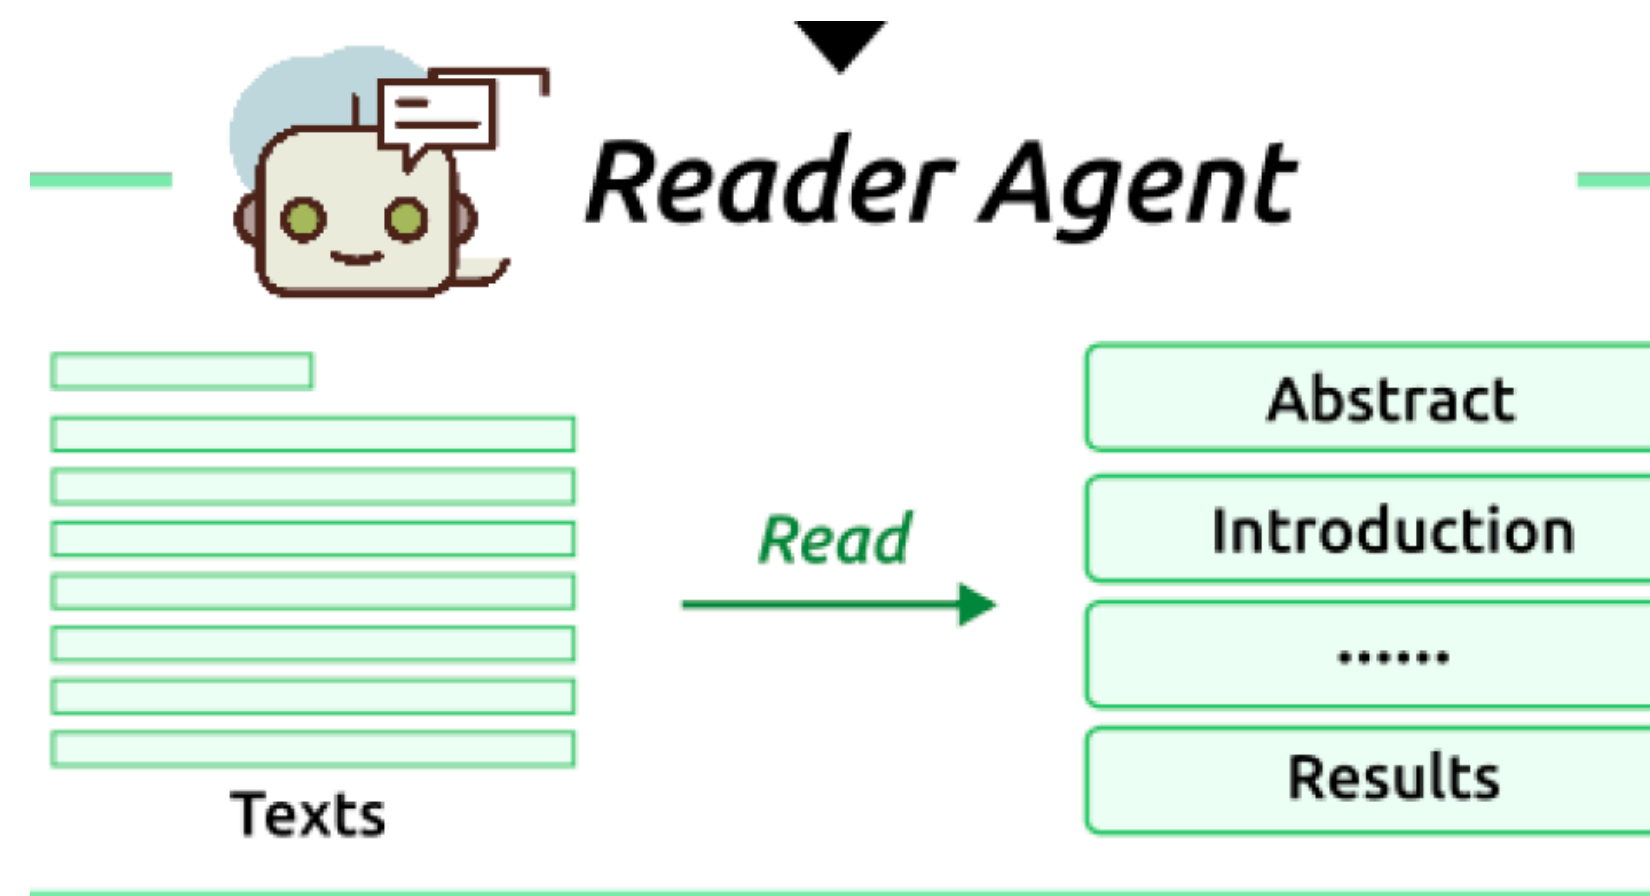 Reader Agent
Abstract
Introduction
Read
......
Results
Texts